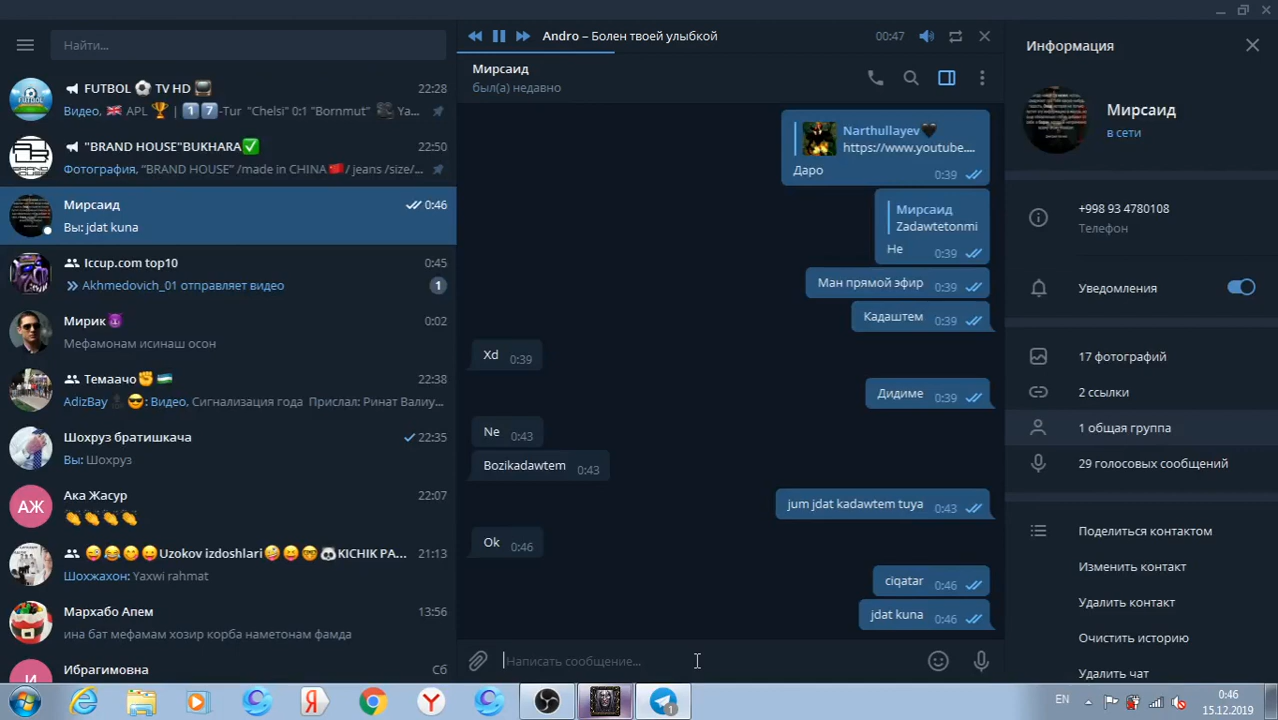 Найти...
FUTBOL ⚽ TV HD 📺 22:28
Видео, 🇬🇧 APL 🏆 | 1️⃣7️⃣-Tur "Chelsi" 0:1 "Bornmut" Ya...
"BRAND HOUSE"BUKHARA✅ 22:50
Фотография, "BRAND HOUSE" /made in CHINA🇨🇳/ jeans /size/...
Мирсаид 0:46
Вы: jdat kuna
Iccup.com top10 0:45
Akhmedovich_01 отправляет видео 1
Мирик😈 0:02
Мефамонам исинаш осон
Темаачо✊🇺🇿 22:38
AdizBay 😎: Видео, Сигнализация года Прислал: Ринат Валиу...
Шохруз братишкача 22:35
Вы: Шохруз
АЖ
Ака Жасур 22:07
👏👏👏👏
😜😂😋😛Uzokov izdoshlari🤪😛🤓🐼KICHIK PA... 21:13
Шохжахон: Yaxwi rahmat
Мархабо Апем 13:56
ина бат мефамам хозир корба наметонам фамда
Ибрагимовна Сб
И
Andro – Болен твоей улыбкой 00:47
Мирсаид
был(а) недавно
Narthullayev🖤
https://www.youtube....
Даро 0:39
Мирсаид
Zadawtetonmi
Не 0:39
Ман прямой эфир 0:39
Кадаштем 0:39
Xd 0:39
Дидиме 0:39
Ne 0:43
Bozikadawtem 0:43
jum jdat kadawtem tuya 0:43
Ok 0:46
ciqatar 0:46
jdat kuna 0:46
Написать сообщение...
Информация
Мирсаид
в сети
+998 93 4780108
Телефон
Уведомления
17 фотографий
2 ссылки
1 общая группа
29 голосовых сообщений
Поделиться контактом
Изменить контакт
Удалить контакт
Очистить историю
Удалить чат
EN
0:46
15.12.2019